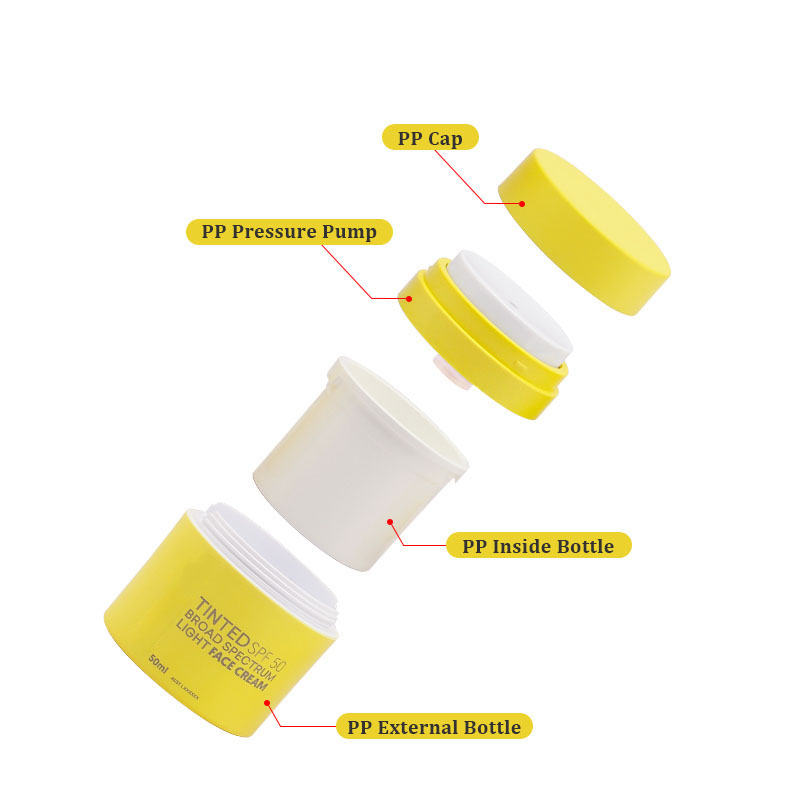 PP Cap
PP Pressure Pump
PP Inside Bottle
TINTED SPF 50
BROAD SPECTRUM
LIGHT FACE CREAM
50ml
PP External Bottle